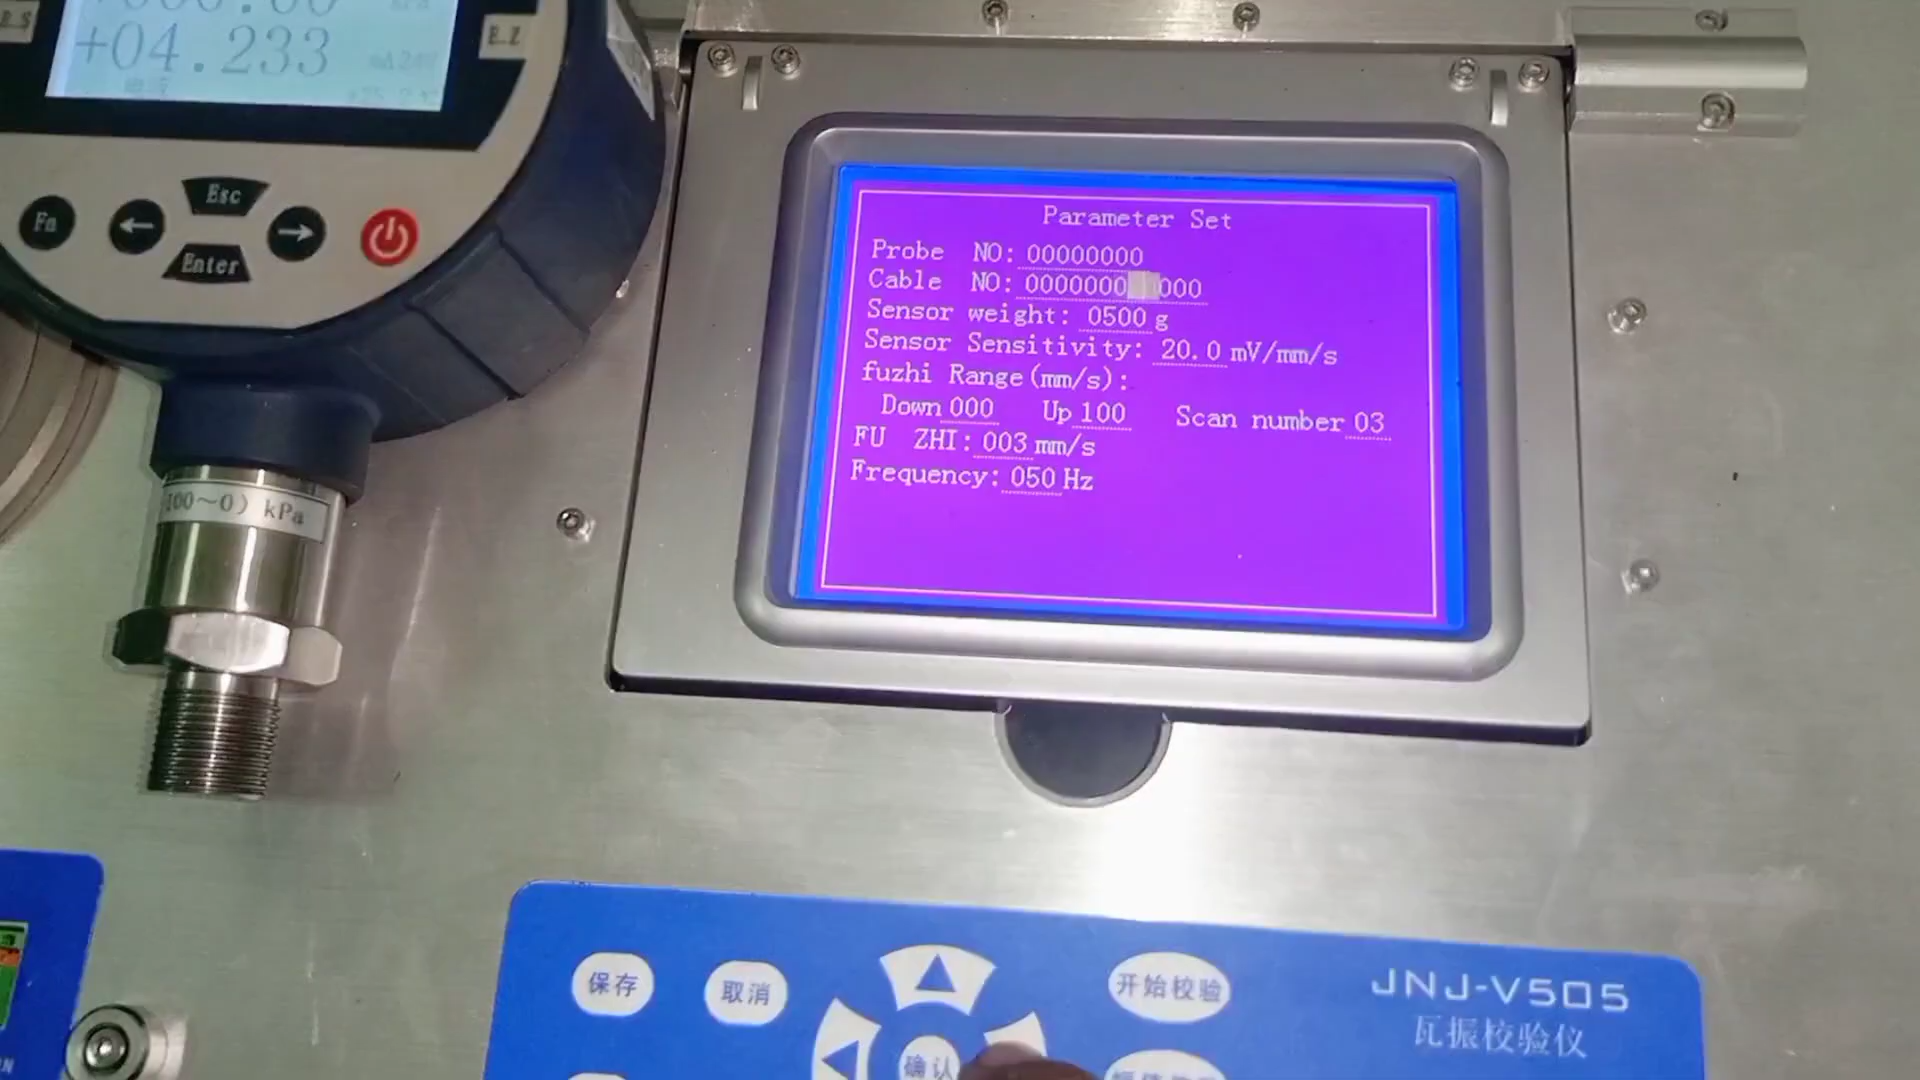 +04.233
B.Z
Esc
Fn
Enter
100~0) kPa
Parameter Set
Probe NO: 00000000
Cable NO: 0000000 000
Sensor weight: 0500 g
Sensor Sensitivity: 20.0 mV/mm/s
fuzhi Range(mm/s):
Down 000 Up 100 Scan number 03
FU ZHI: 003 mm/s
Frequency: 050 Hz
保存
取消
开始校验
确认
JNJ-V505
瓦振校验仪